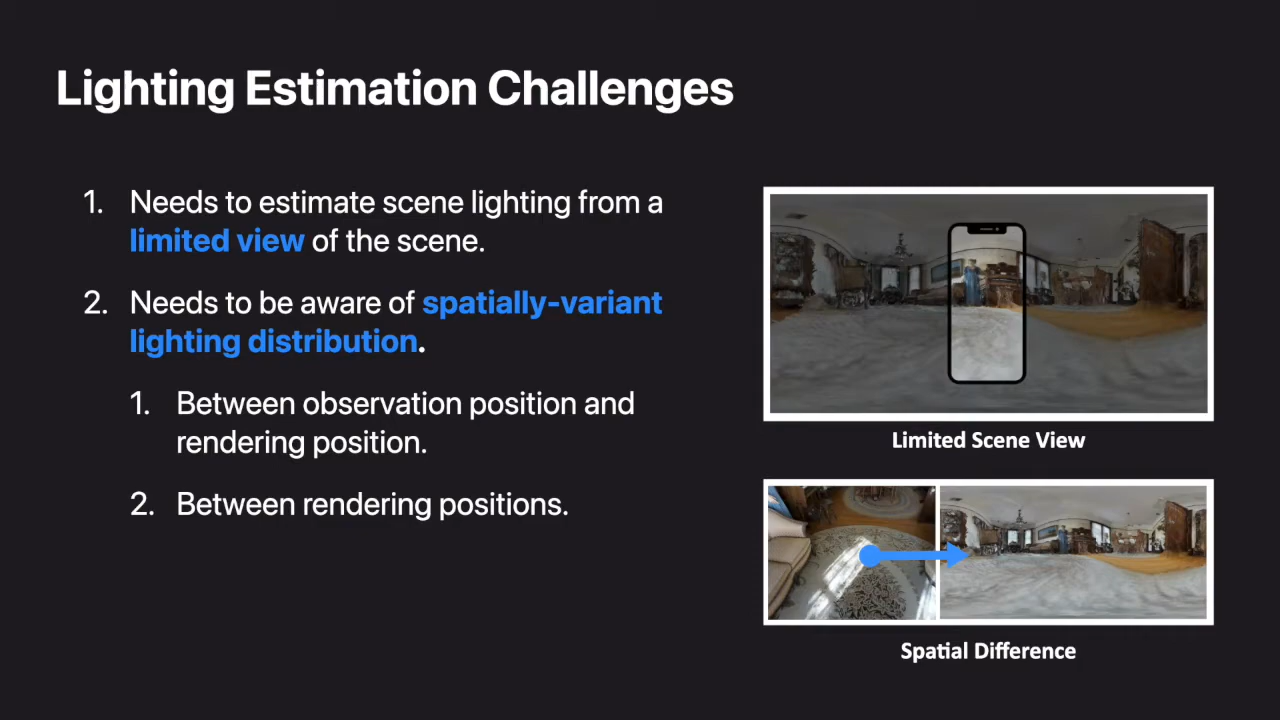 Lighting Estimation Challenges
1. Needs to estimate scene lighting from a
limited view of the scene.
2. Needs to be aware of spatially-variant
lighting distribution.
1. Between observation position and
rendering position.
2. Between rendering positions.
Limited Scene View
Spatial Difference